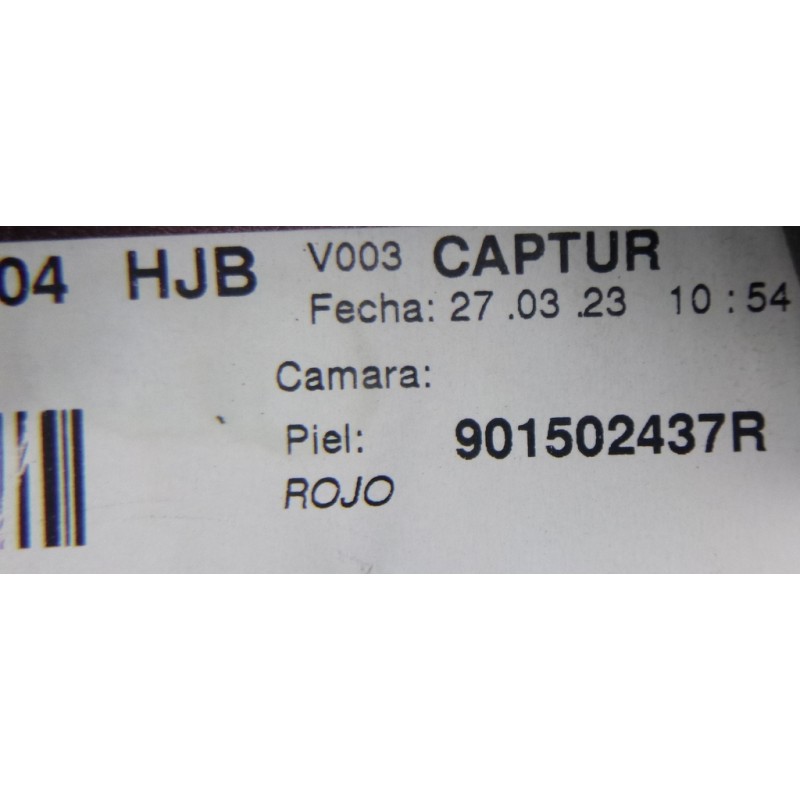 04 HJB V003 CAPTUR
Fecha: 27 .03 .23 10 : 54
Camara:
Piel: 901502437R
ROJO